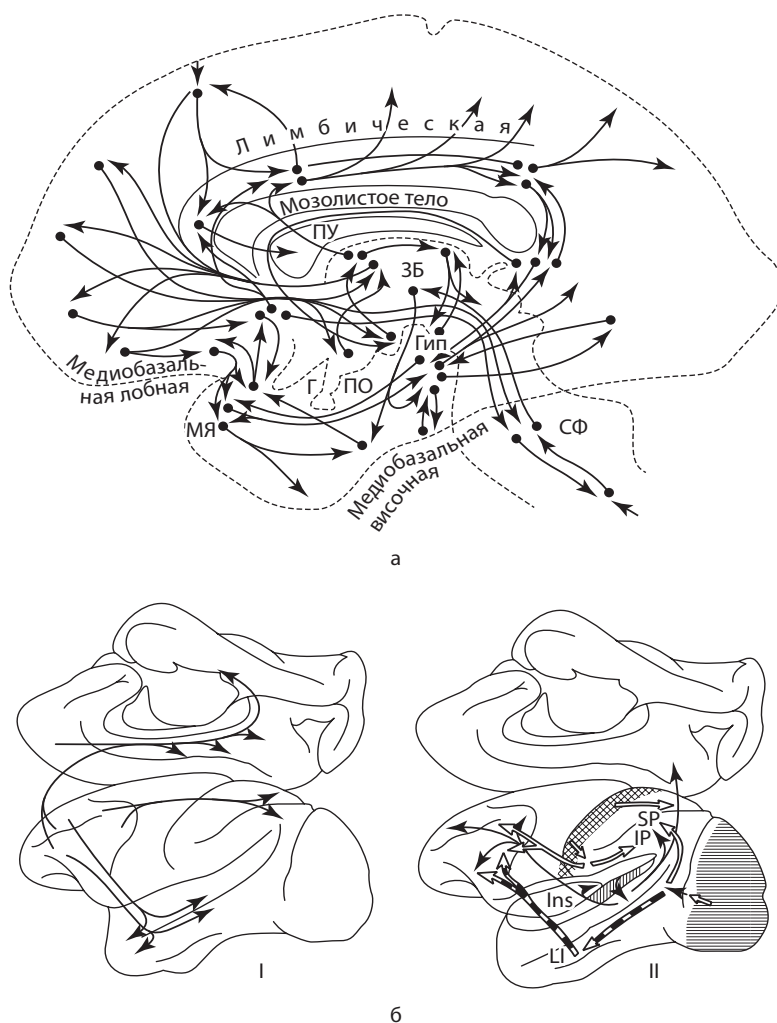 Л и м б и ч е с к а я
Мозолистое тело
ПУ
ЗБ
Гип
Медиобазаль-
ная лобная
Г
ПО
МЯ
СФ
Медиобазальная
височная
а
SP
IP
Ins
LI
I
II
б